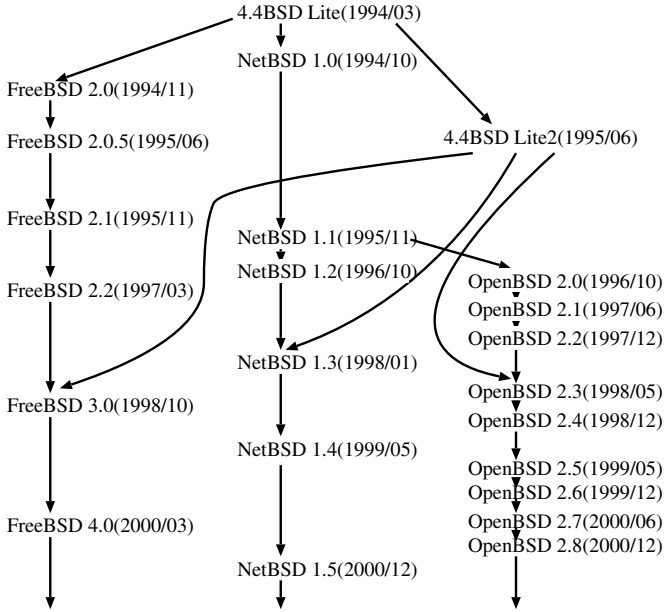 4.4BSD Lite(1994/03)
NetBSD 1.0(1994/10)
FreeBSD 2.0(1994/11)
FreeBSD 2.0.5(1995/06)
4.4BSD Lite2(1995/06)
FreeBSD 2.1(1995/11)
NetBSD 1.1(1995/11)
NetBSD 1.2(1996/10)
OpenBSD 2.0(1996/10)
FreeBSD 2.2(1997/03)
OpenBSD 2.1(1997/06)
OpenBSD 2.2(1997/12)
NetBSD 1.3(1998/01)
OpenBSD 2.3(1998/05)
FreeBSD 3.0(1998/10)
OpenBSD 2.4(1998/12)
NetBSD 1.4(1999/05)
OpenBSD 2.5(1999/05)
OpenBSD 2.6(1999/12)
FreeBSD 4.0(2000/03)
OpenBSD 2.7(2000/06)
OpenBSD 2.8(2000/12)
NetBSD 1.5(2000/12)